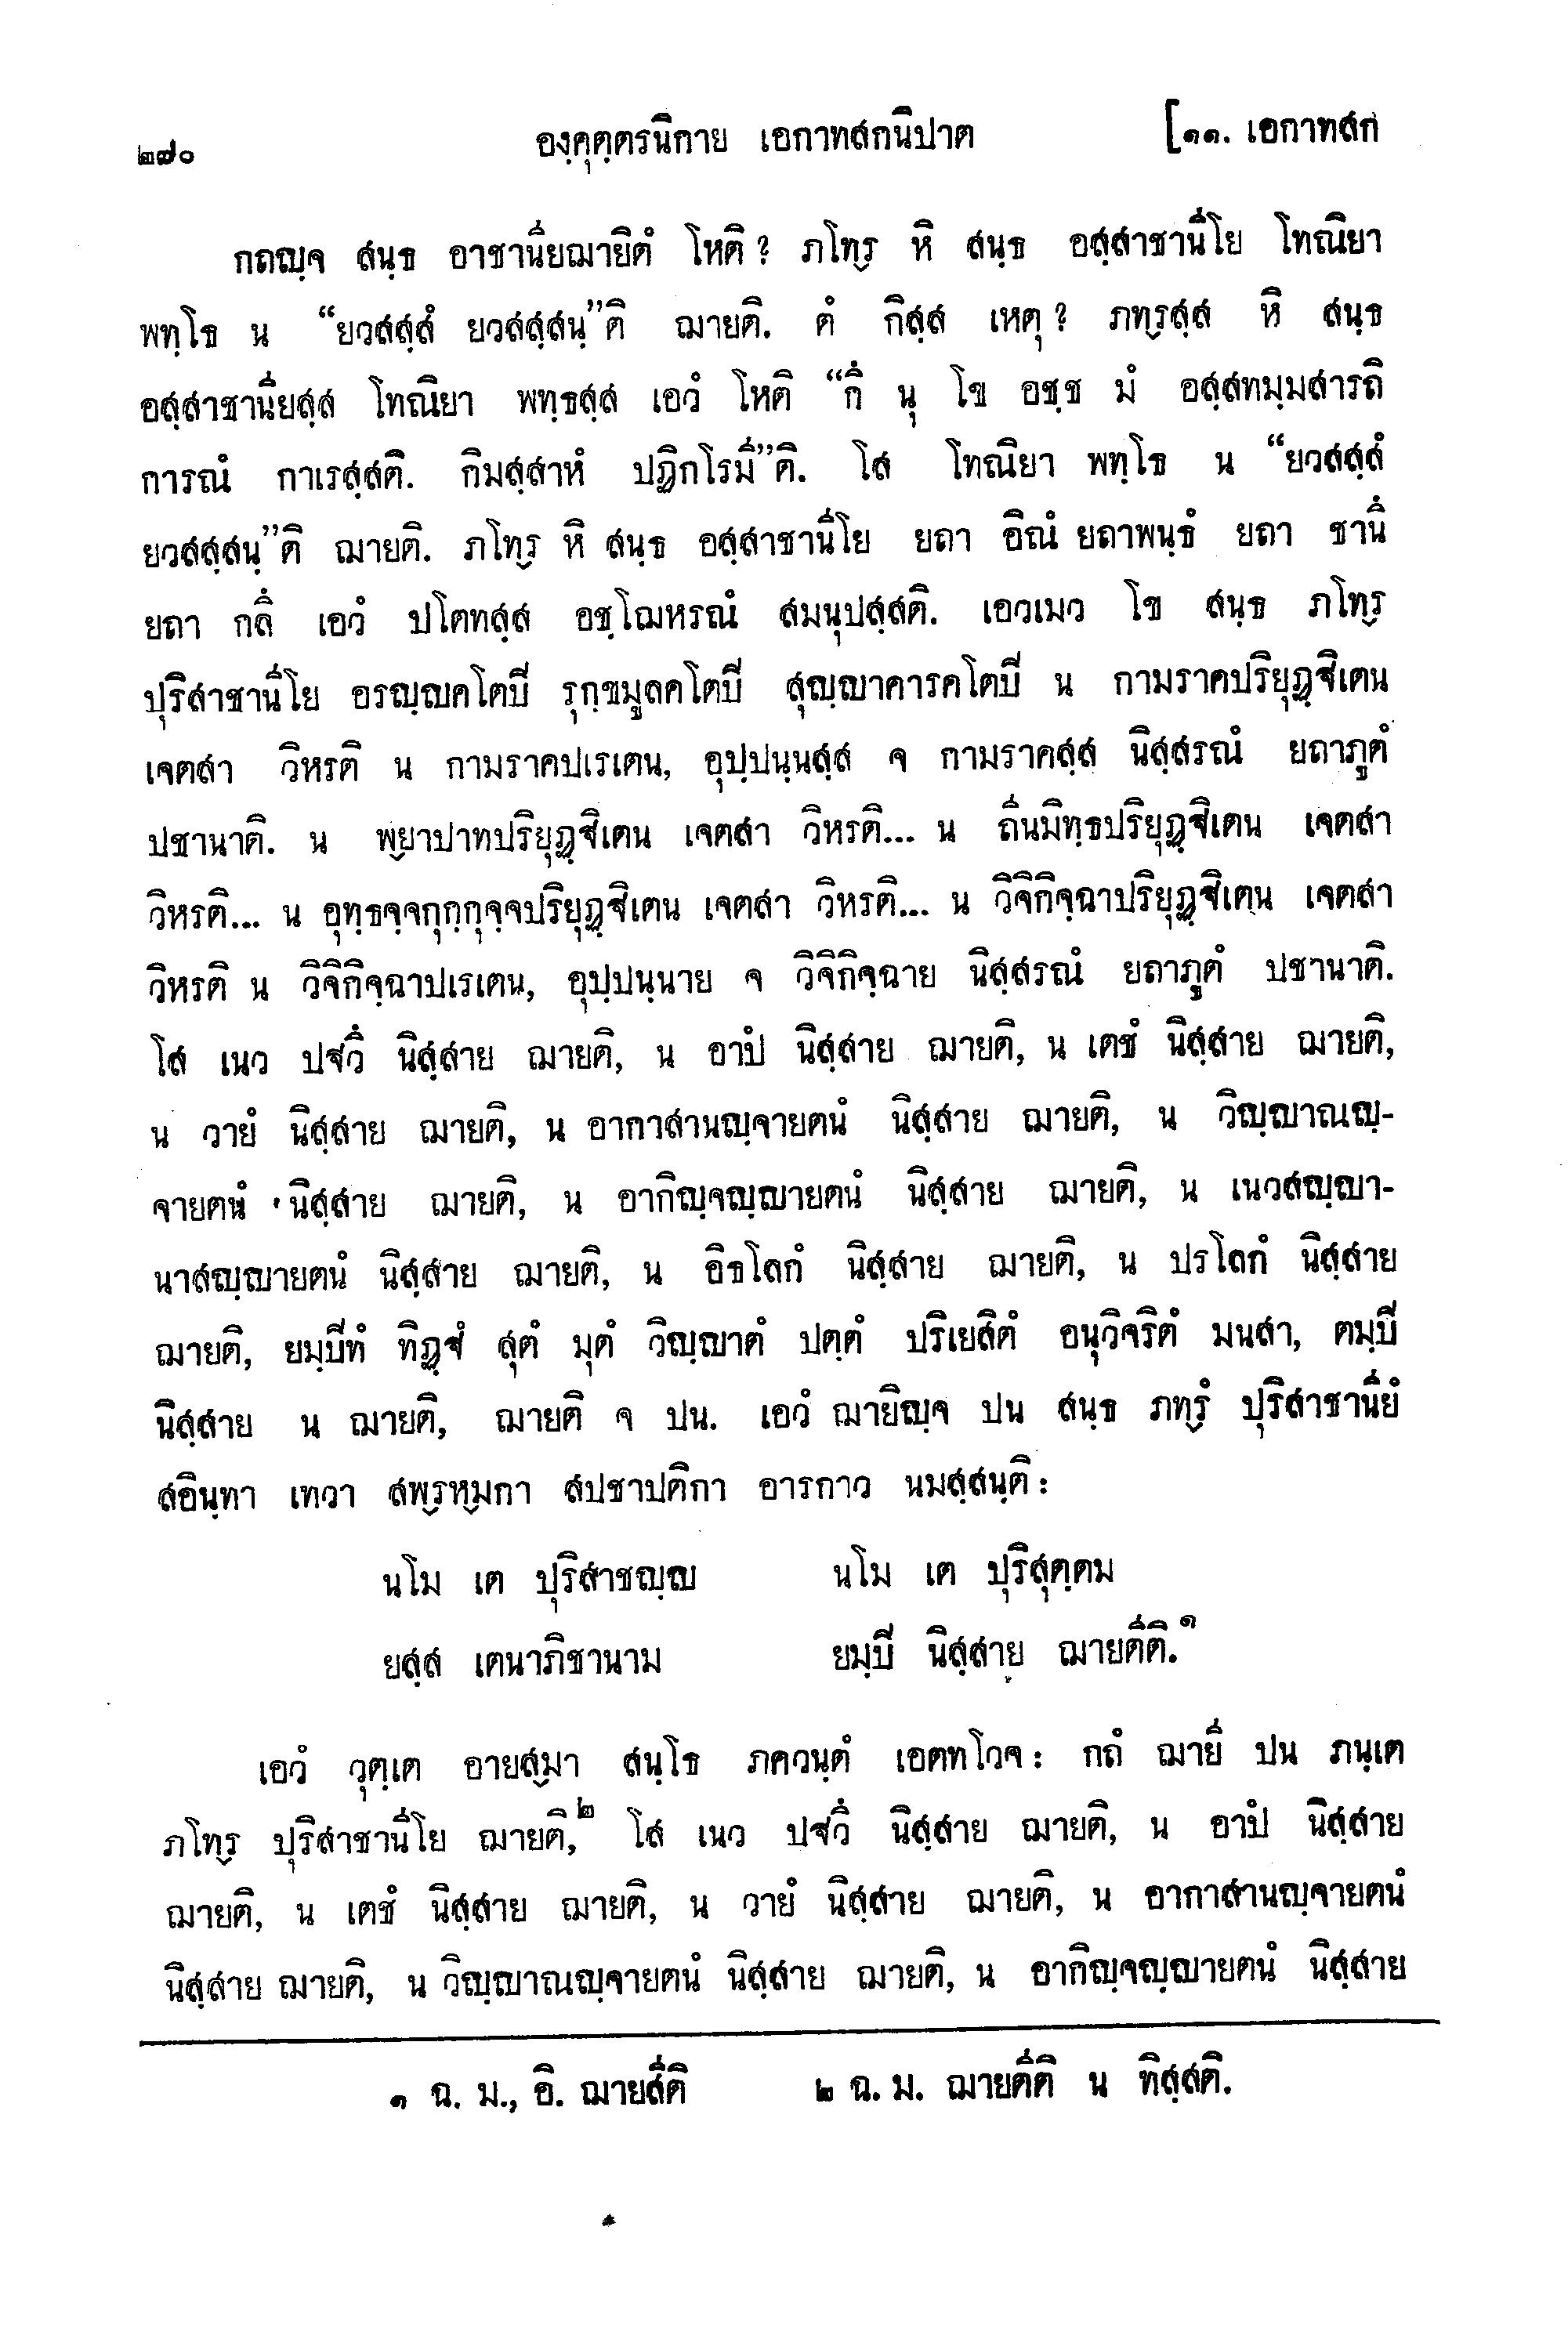 ๒๗๐ องฺคุตฺตรนิกาย เอกาทสกนิปาต [๑๑. เอกาทสก
กถญฺจ สนฺธ อาชานียฌายิตํ โหติ? ภโทฺร หิ สนฺธ อสฺสาชานีโย โทณิยา
พทฺโธ น “ยวสสฺสํ ยวสสฺสนฺ”ติ ฌายติ. ตํ กิสฺส เหตุ? ภทฺรสฺส หิ สนฺธ
อสฺสาชานียสฺส โทณิยา พทฺธสฺส เอวํ โหติ “กึ นุ โข อชฺช มํ อสฺสทมฺมสารถิ
การณํ กาเรสฺสติ. กิมสฺสาหํ ปฏิกโรมี”ติ. โส โทณิยา พทฺโธ น “ยวสสฺสํ
ยวสสฺสนฺ”ติ ฌายติ. ภโทฺร หิ สนฺธ อสฺสาชานีโย ยถา อิณํ ยถาพนฺธํ ยถา ชานึ
ยถา กลึ เอวํ ปโตทสฺส อชฺโฌหรณํ สมนุปสฺสติ. เอวเมว โข สนฺธ ภโทฺร
ปุริสาชานีโย อรญฺญคโตปี รุกฺขมูลคโตปี สุญฺญาคารคโตปี น กามราคปริยุฏฺฐิเตน
เจตสา วิหรติ น กามราคปเรเตน, อุปฺปนฺนสฺส จ กามราคสฺส นิสฺสรณํ ยถาภูตํ
ปชานาติ. น พฺยาปาทปริยุฏฺฐิเตน เจตสา วิหรติ... น ถีนมิทฺธปริยุฏฺฐิเตน เจตสา
วิหรติ... น อุทฺธจฺจกุกฺกุจฺจปริยุฏฺฐิเตน เจตสา วิหรติ... น วิจิกิจฺฉาปริยุฏฺฐิเตน เจตสา
วิหรติ น วิจิกิจฺฉาปเรเตน, อุปฺปนฺนาย จ วิจิกิจฺฉาย นิสฺสรณํ ยถาภูตํ ปชานาติ.
โส เนว ปฐวึ นิสฺสาย ฌายติ, น อาปํ นิสฺสาย ฌายติ, น เตชํ นิสฺสาย ฌายติ,
น วายํ นิสฺสาย ฌายติ, น อากาสานญฺจายตนํ นิสฺสาย ฌายติ, น วิญฺญาณญฺ-
จายตนํ นิสฺสาย ฌายติ, น อากิญฺจญฺญายตนํ นิสฺสาย ฌายติ, น เนวสญฺญา-
นาสญฺญายตนํ นิสฺสาย ฌายติ, น อิธโลกํ นิสฺสาย ฌายติ, น ปรโลกํ นิสฺสาย
ฌายติ, ยมฺปีทํ ทิฏฺฐํ สุตํ มุตํ วิญฺญาตํ ปตฺตํ ปริเยสิตํ อนุวิจริตํ มนสา, ตมฺปี
นิสฺสาย น ฌายติ, ฌายติ จ ปน. เอวํ ฌายิญฺจ ปน สนฺธ ภทฺรํ ปุริสาชานียํ
สอินฺทา เทวา สพฺรหฺมกา สปชาปติกา อารกาว นมสฺสนฺติ:
นโม เต ปุริสาชญฺญ นโม เต ปุริสุตฺตม
ยสฺส เตนาภิชานาม ยมฺปี นิสฺสาย ฌายตีติ.๑
เอวํ วุตฺเต อายสฺมา สนฺโธ ภควนฺตํ เอตทโวจ: กถํ ฌายี ปน ภนฺเต
ภโทฺร ปุริสาชานีโย ฌายติ,๒ โส เนว ปฐวึ นิสฺสาย ฌายติ, น อาปํ นิสฺสาย
ฌายติ, น เตชํ นิสฺสาย ฌายติ, น วายํ นิสฺสาย ฌายติ, น อากาสานญฺจายตนํ
นิสฺสาย ฌายติ, น วิญฺญาณญฺจายตนํ นิสฺสาย ฌายติ, น อากิญฺจญฺญายตนํ นิสฺสาย
๑ ฉ. ม., อิ. ฌายสีติ ๒ ฉ. ม. ฌายตีติ น ทิสฺสติ.